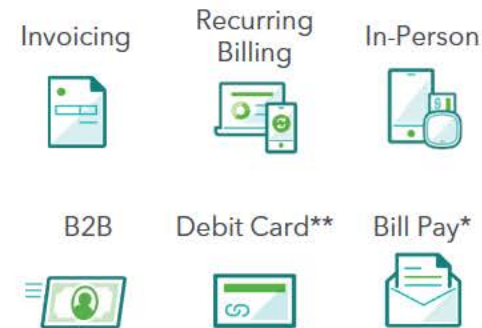 Invoicing
Recurring
Billing
In-Person
B2B
Debit Card**
Bill Pay*